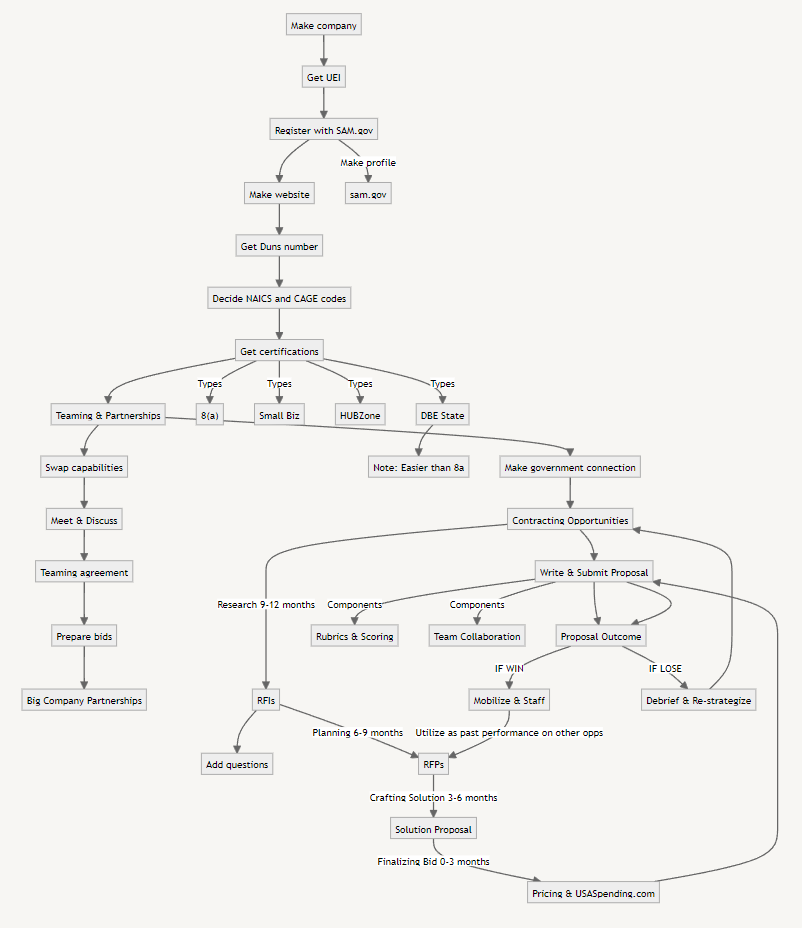 Make company
Get UEI
Register with SAM.gov
Make profile
Make website
sam.gov
Get Duns number
Decide NAICS and CAGE codes
Get certifications
Types
Types
Types
Types
Teaming & Partnerships
8(a)
Small Biz
HUBZone
DBE State
Swap capabilities
Note: Easier than 8a
Make government connection
Meet & Discuss
Contracting Opportunities
Teaming agreement
Write & Submit Proposal
Research 9-12 months
Components
Components
Prepare bids
Rubrics & Scoring
Team Collaboration
Proposal Outcome
IF WIN
IF LOSE
Big Company Partnerships
RFIs
Mobilize & Staff
Debrief & Re-strategize
Planning 6-9 months
Utilize as past performance on other opps
Add questions
RFPs
Crafting Solution 3-6 months
Solution Proposal
Finalizing Bid 0-3 months
Pricing & USASpending.com